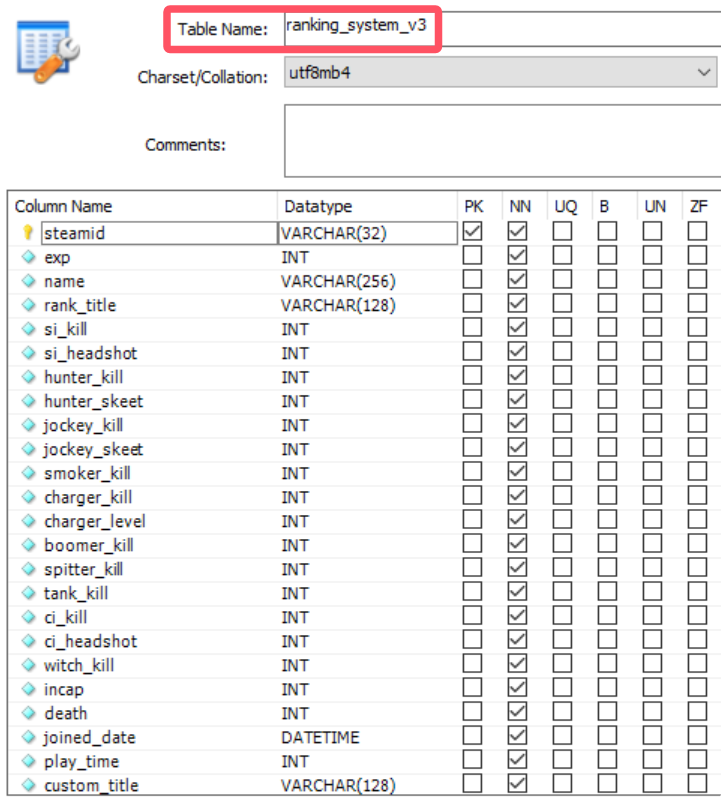 Table Name: ranking_system_v3
Charset/Collation: utf8mb4
Comments:
Column Name Datatype PK NN UQ B UN ZF
steamid VARCHAR(32)
exp INT
name VARCHAR(256)
rank_title VARCHAR(128)
si_kill INT
si_headshot INT
hunter_kill INT
hunter_skeet INT
jockey_kill INT
jockey_skeet INT
smoker_kill INT
charger_kill INT
charger_level INT
boomer_kill INT
spitter_kill INT
tank_kill INT
ci_kill INT
ci_headshot INT
witch_kill INT
incap INT
death INT
joined_date DATETIME
play_time INT
custom_title VARCHAR(128)